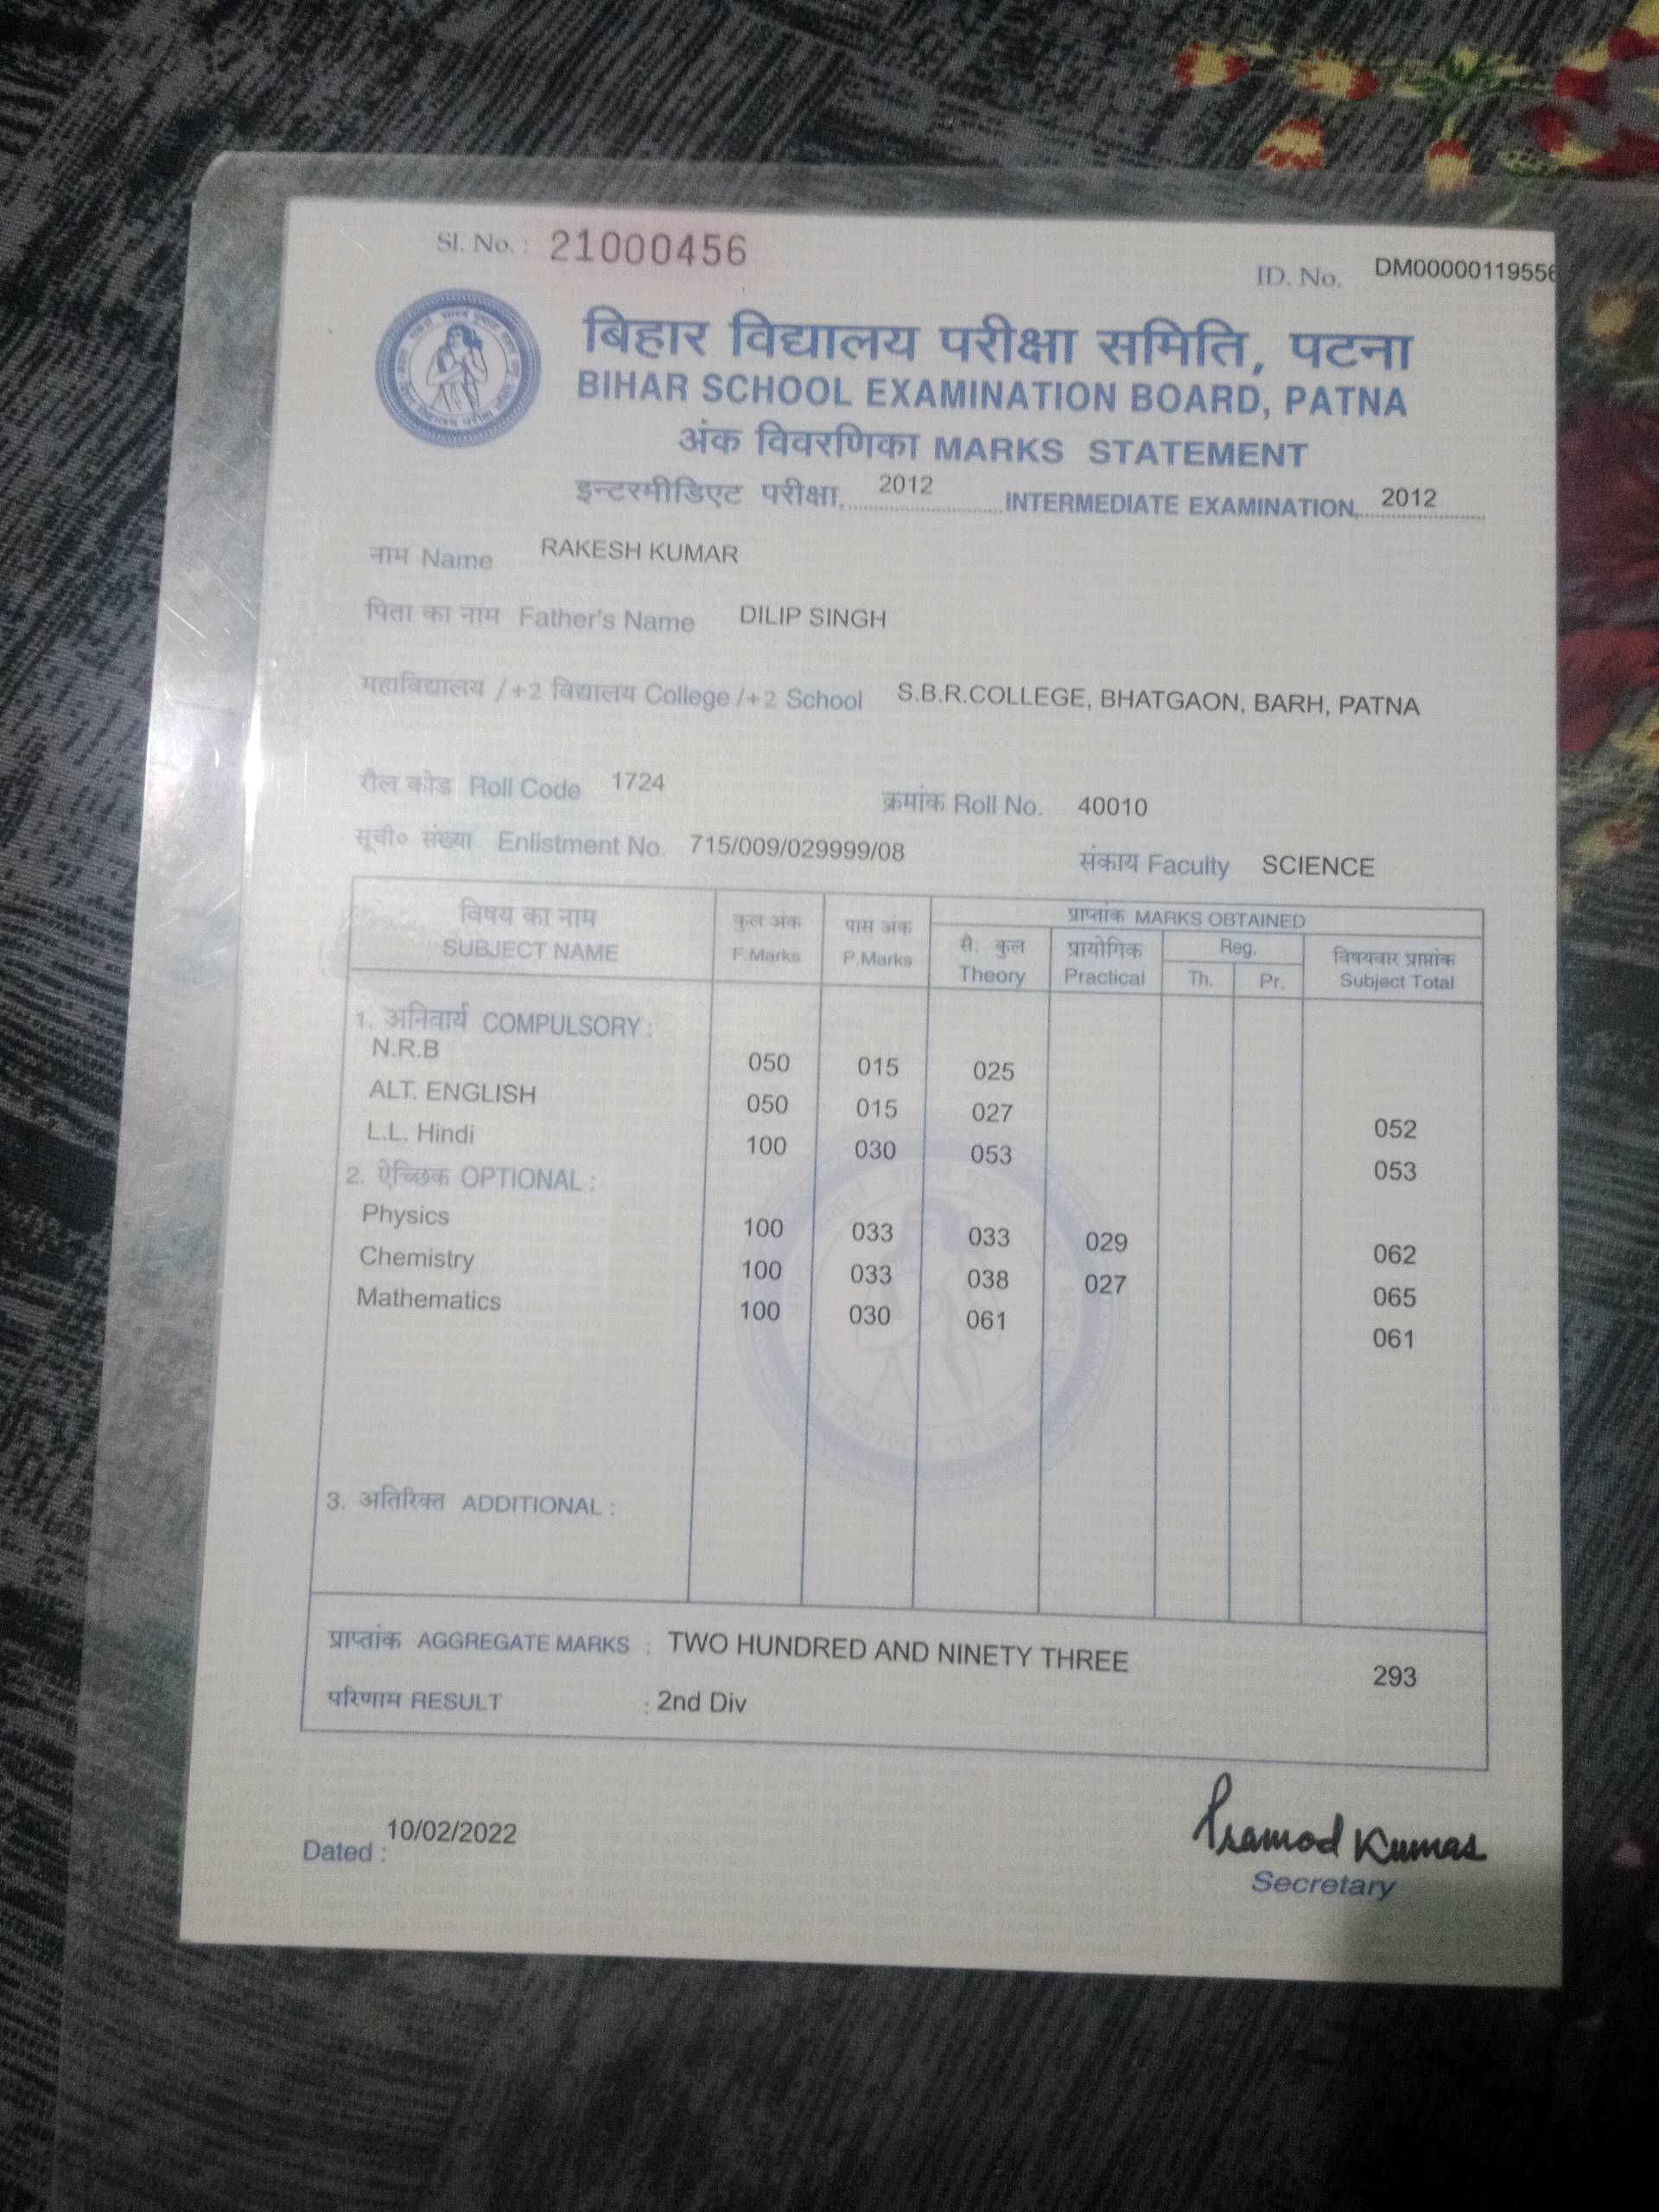 Sl. No. : 21000456
ID. No. DM00000119556
बिहार विद्यालय परीक्षा समिति, पटना
BIHAR SCHOOL EXAMINATION BOARD, PATNA
अंक विवरणिका MARKS STATEMENT
इन्टरमीडिएट परीक्षा, 2012 INTERMEDIATE EXAMINATION, 2012
नाम Name RAKESH KUMAR
पिता का नाम Father's Name DILIP SINGH
महाविद्यालय /+2 विद्यालय College /+2 School S.B.R.COLLEGE, BHATGAON, BARH, PATNA
रौल कोड Roll Code 1724 क्रमांक Roll No. 40010
सूची० संख्या Enlistment No. 715/009/029999/08 संकाय Faculty SCIENCE
विषय का नाम कुल अंक पास अंक प्राप्तांक MARKS OBTAINED
SUBJECT NAME F.Marks P.Marks सै. कुल Theory प्रायोगिक Practical Reg. Th. Pr. विषयवार प्राप्तांक Subject Total
1. अनिवार्य COMPULSORY :
N.R.B 050 015 025
ALT. ENGLISH 050 015 027 052
L.L. Hindi 100 030 053 053
2. ऐच्छिक OPTIONAL :
Physics 100 033 033 029 062
Chemistry 100 033 038 027 065
Mathematics 100 030 061 061
3. अतिरिक्त ADDITIONAL :
प्राप्तांक AGGREGATE MARKS : TWO HUNDRED AND NINETY THREE 293
परिणाम RESULT : 2nd Div
Dated : 10/02/2022
Pramod Kumar
Secretary